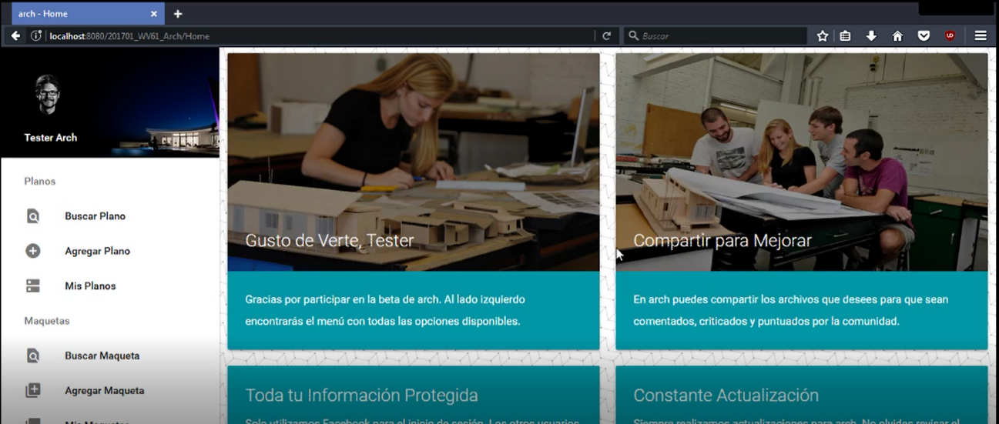 arch - Home
localhost:8080/201701_WV61_Arch/Home
Buscar
Tester Arch
Planos
Buscar Plano
Agregar Plano
Mis Planos
Maquetas
Buscar Maqueta
Agregar Maqueta
Mis Maquetas
Gusto de Verte, Tester
Gracias por participar en la beta de arch. Al lado izquierdo
encontrarás el menú con todas las opciones disponibles.
Compartir para Mejorar
En arch puedes compartir los archivos que desees para que sean
comentados, criticados y puntuados por la comunidad.
Toda tu Información Protegida
Solo utilizamos Facebook para el inicio de sesión. Los otros usuarios
Constante Actualización
Siempre realizamos actualizaciones para arch. No olvides revisar el